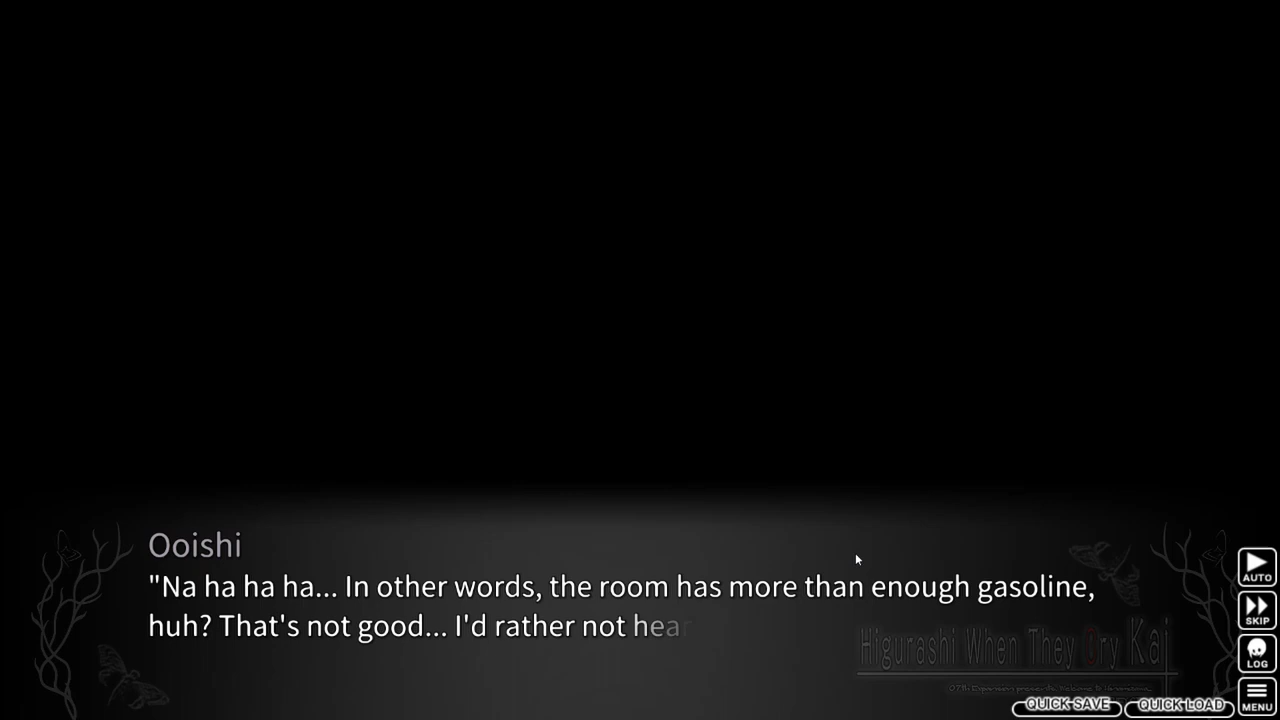 Ooishi
"Na ha ha ha... In other words, the room has more than enough gasoline,
huh? That's not good... I'd rather not hear
Higurashi When They Cry Kai
AUTO
SKIP
LOG
MENU
QUICK SAVE
QUICK LOAD